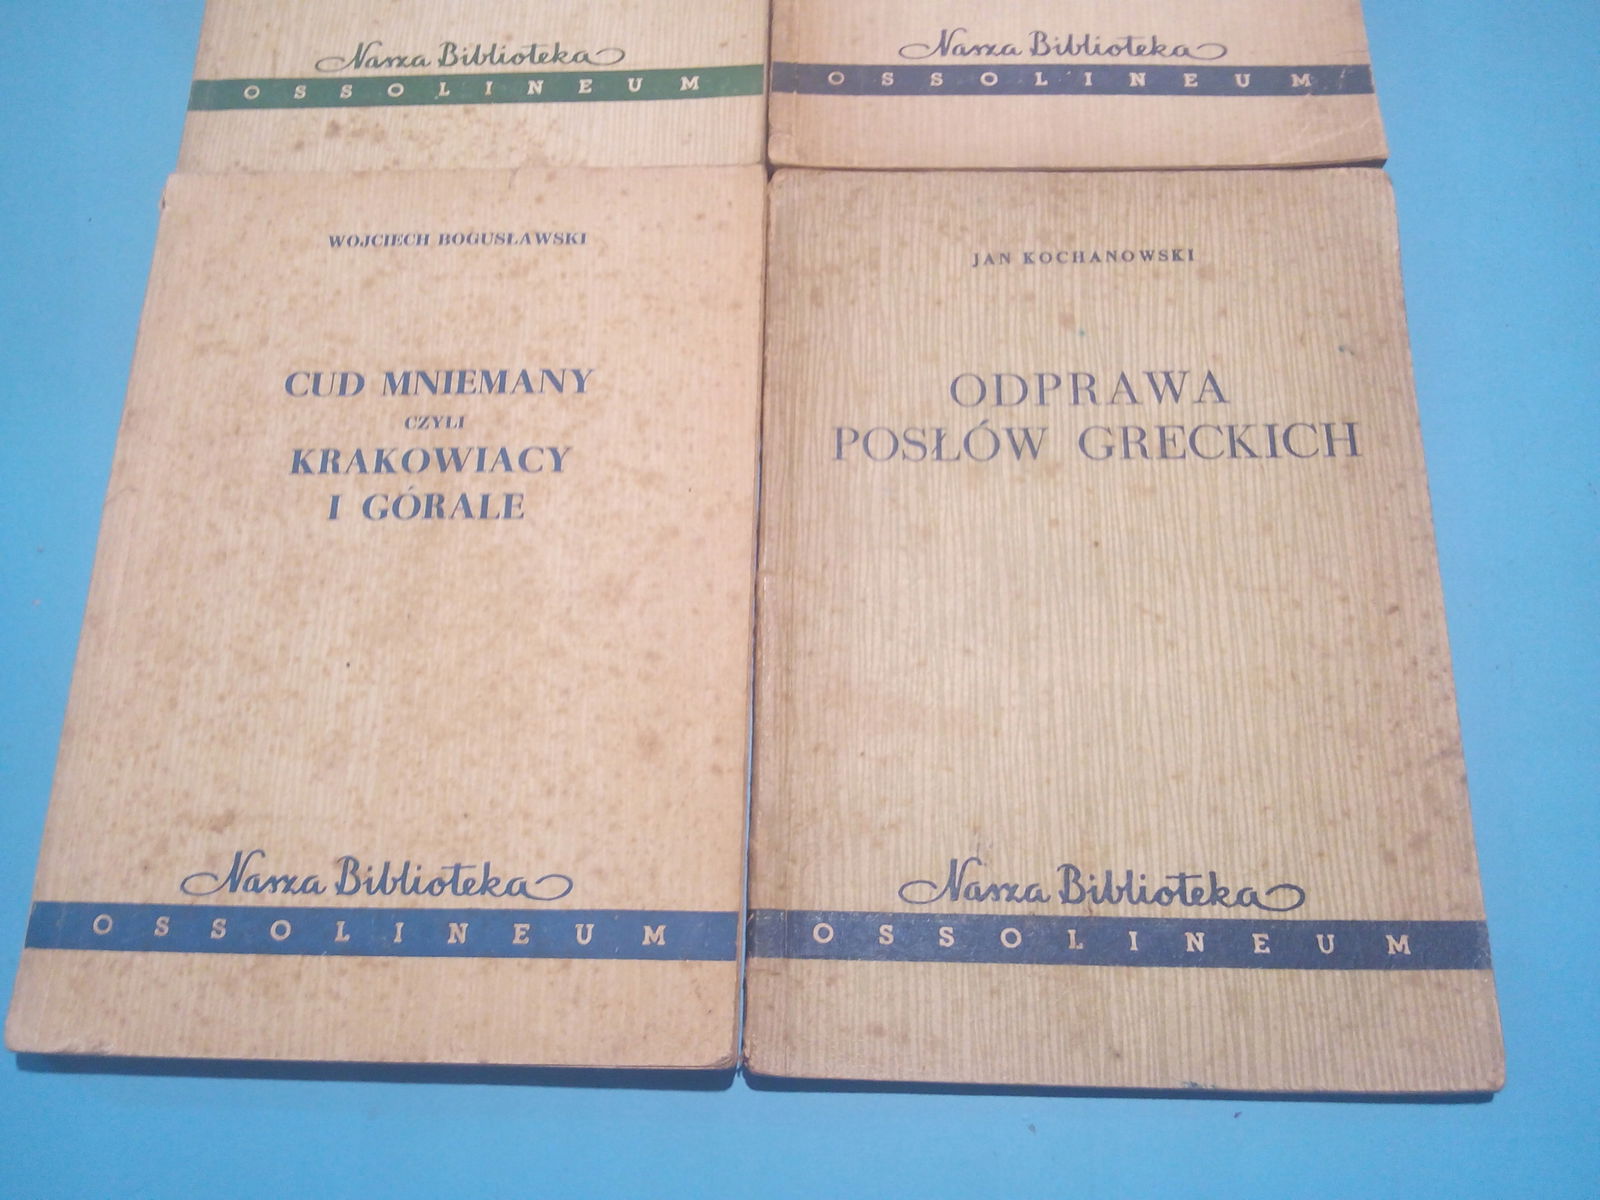 Nasza Biblioteka
OSSOLINEUM
Nasza Biblioteka
OSSOLINEUM
WOJCIECH BOGUSŁAWSKI
CUD MNIEMANY
CZYLI
KRAKOWIACY
I GÓRALE
Nasza Biblioteka
OSSOLINEUM
JAN KOCHANOWSKI
ODPRAWA
POSŁÓW GRECKICH
Nasza Biblioteka
OSSOLINEUM